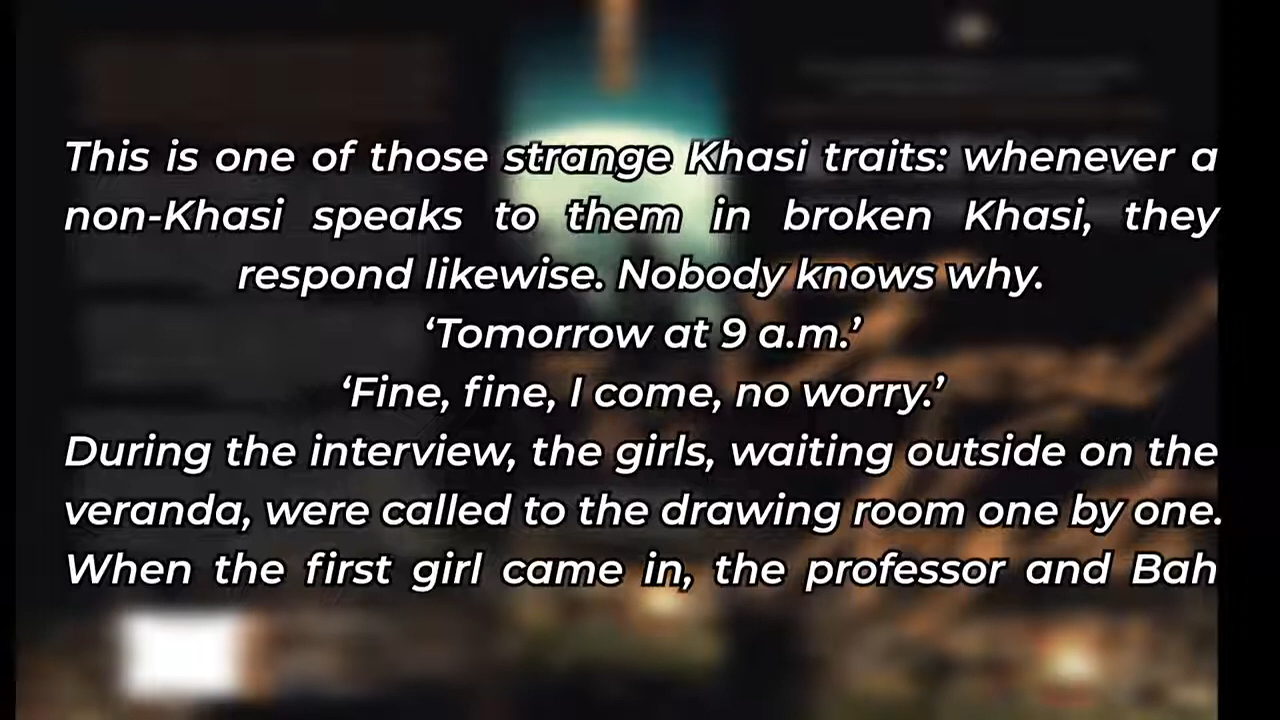 This is one of those strange Khasi traits: whenever a
non-Khasi speaks to them in broken Khasi, they
respond likewise. Nobody knows why.
‘Tomorrow at 9 a.m.’
‘Fine, fine, I come, no worry.’
During the interview, the girls, waiting outside on the
veranda, were called to the drawing room one by one.
When the first girl came in, the professor and Bah